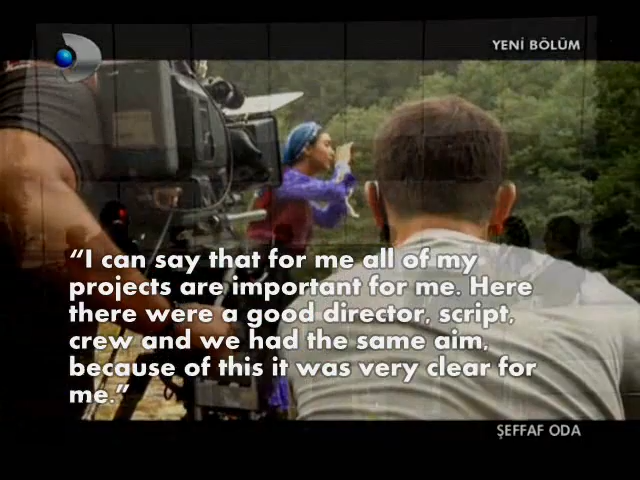 YENİ BÖLÜM
“I can say that for me all of my
projects are important for me. Here
there were a good director, script,
crew and we had the same aim,
because of this it was very clear for
me.”
ŞEFFAF ODA